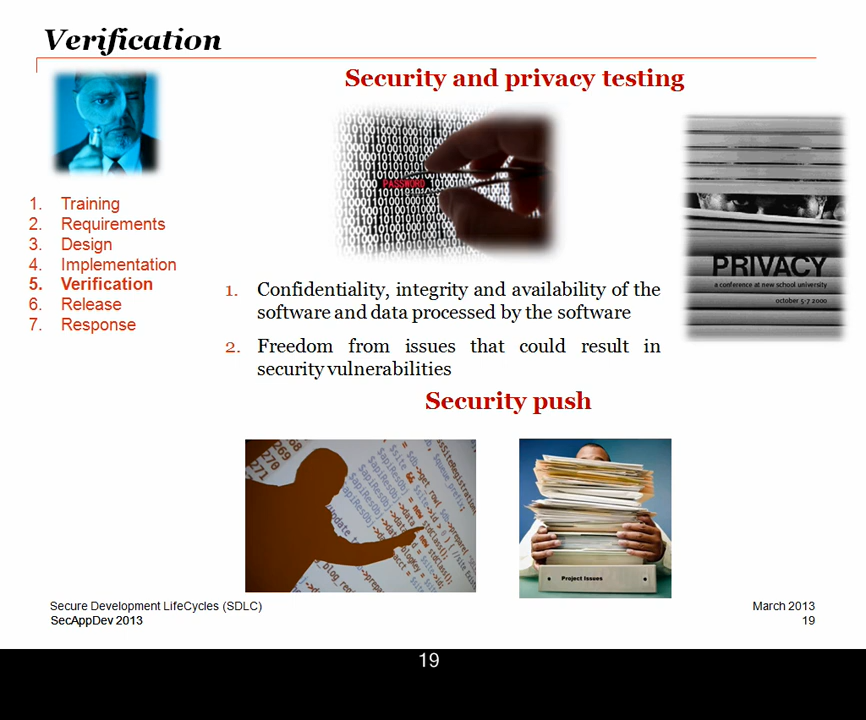 Verification
Security and privacy testing
PASSWORD
PRIVACY
a conference at new school university
october 5-7 2000
1. Training
2. Requirements
3. Design
4. Implementation
5. Verification
6. Release
7. Response
1. Confidentiality, integrity and availability of the
software and data processed by the software
2. Freedom from issues that could result in
security vulnerabilities
Security push
269
270
271
Project Issues
Secure Development LifeCycles (SDLC)
SecAppDev 2013
March 2013
19
19